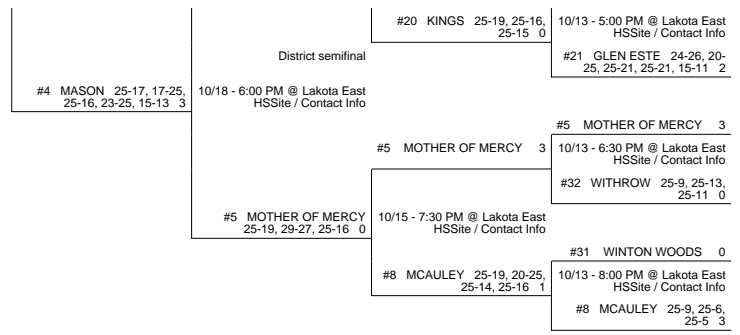 #20 KINGS 25-19, 25-16,
25-15 0
10/13 - 5:00 PM @ Lakota East
HSSite / Contact Info
District semifinal
#21 GLEN ESTE 24-26, 20-
25, 25-21, 25-21, 15-11 2
#4 MASON 25-17, 17-25,
25-16, 23-25, 15-13 3
10/18 - 6:00 PM @ Lakota East
HSSite / Contact Info
#5 MOTHER OF MERCY 3
#5 MOTHER OF MERCY 3
10/13 - 6:30 PM @ Lakota East
HSSite / Contact Info
#32 WITHROW 25-9, 25-13,
25-11 0
#5 MOTHER OF MERCY
25-19, 29-27, 25-16 0
10/15 - 7:30 PM @ Lakota East
HSSite / Contact Info
#31 WINTON WOODS 0
#8 MCAULEY 25-19, 20-25,
25-14, 25-16 1
10/13 - 8:00 PM @ Lakota East
HSSite / Contact Info
#8 MCAULEY 25-9, 25-6,
25-5 3